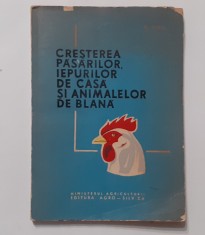 CREȘTEREA
PĂSĂRILOR,
IEPURILOR
DE CASĂ
ȘI ANIMALELOR
DE BLANĂ
MINISTERUL AGRICULTURII
EDITURA AGRO-SILVICĂ